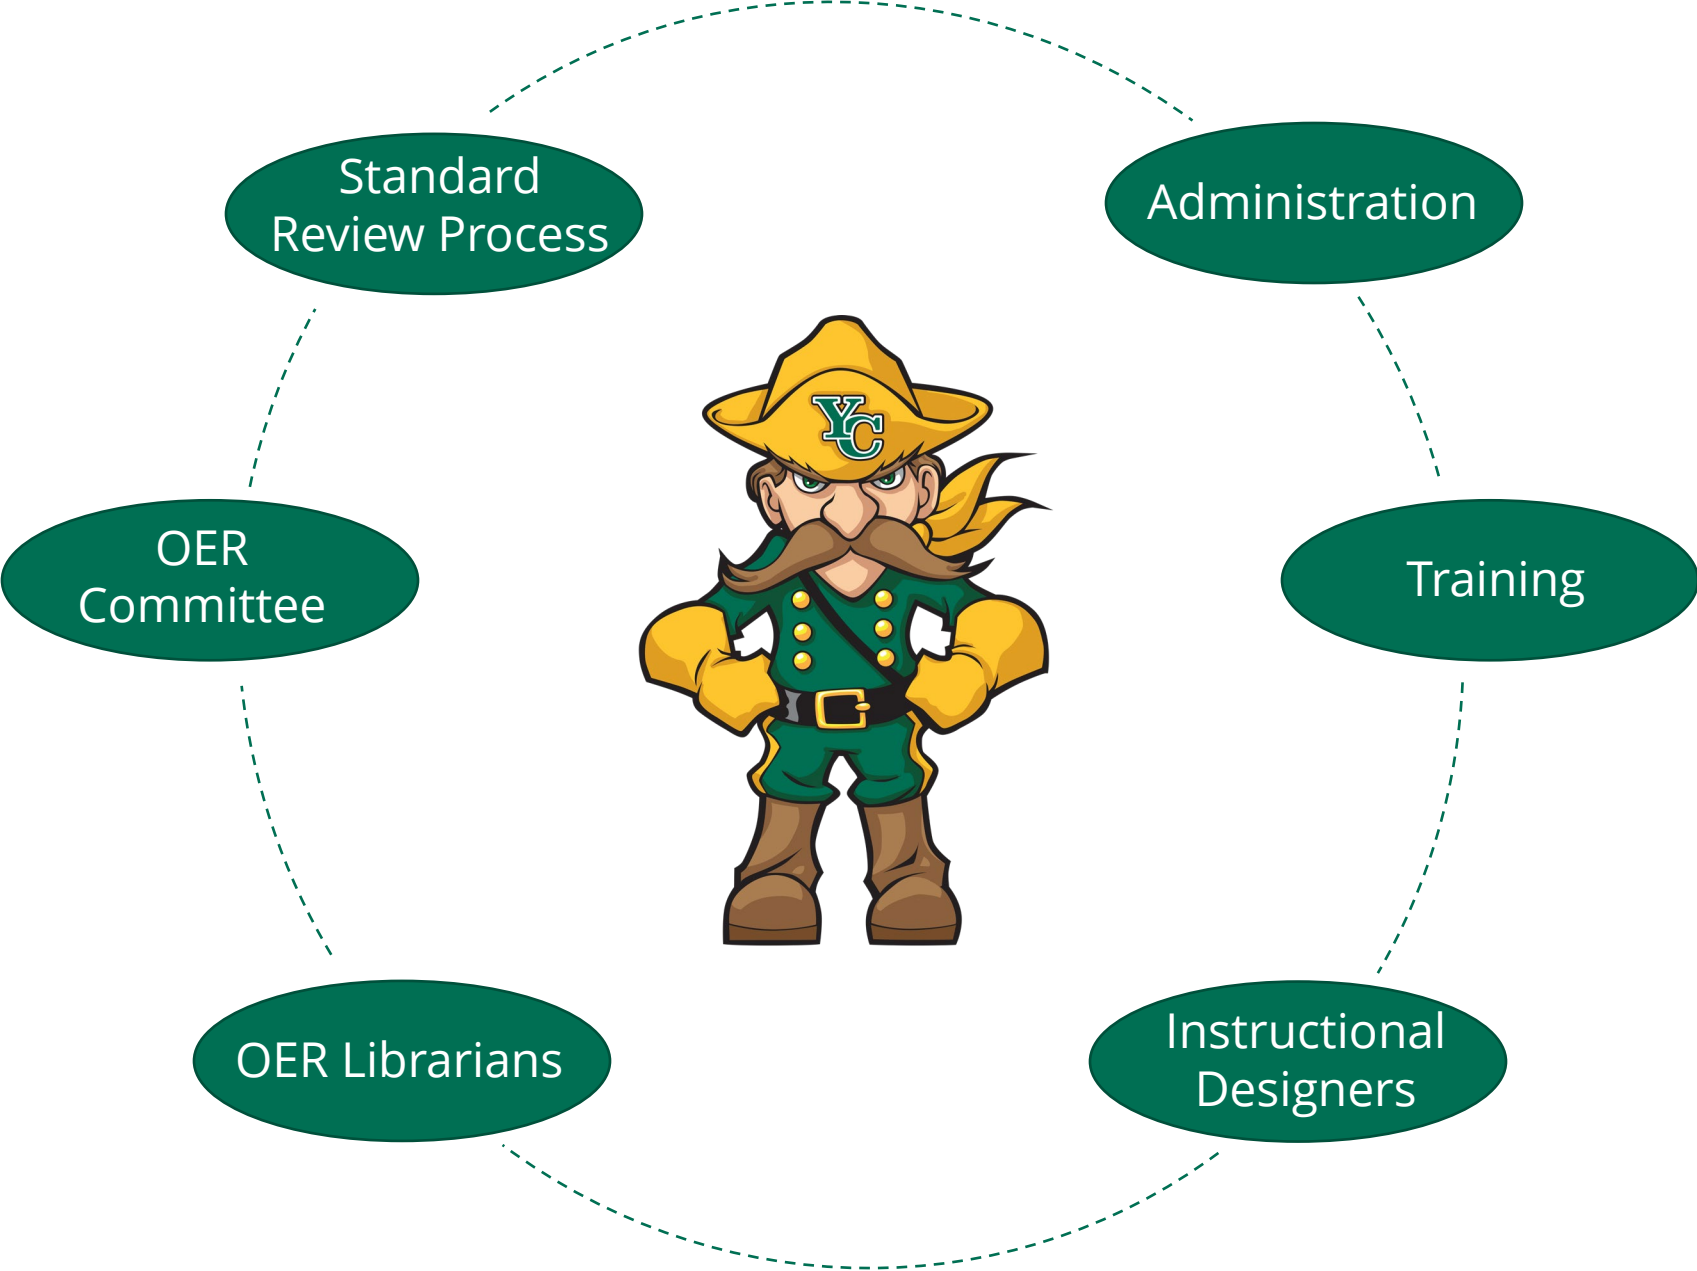 Standard
Review Process
Administration
YC
OER
Committee
Training
OER Librarians
Instructional
Designers